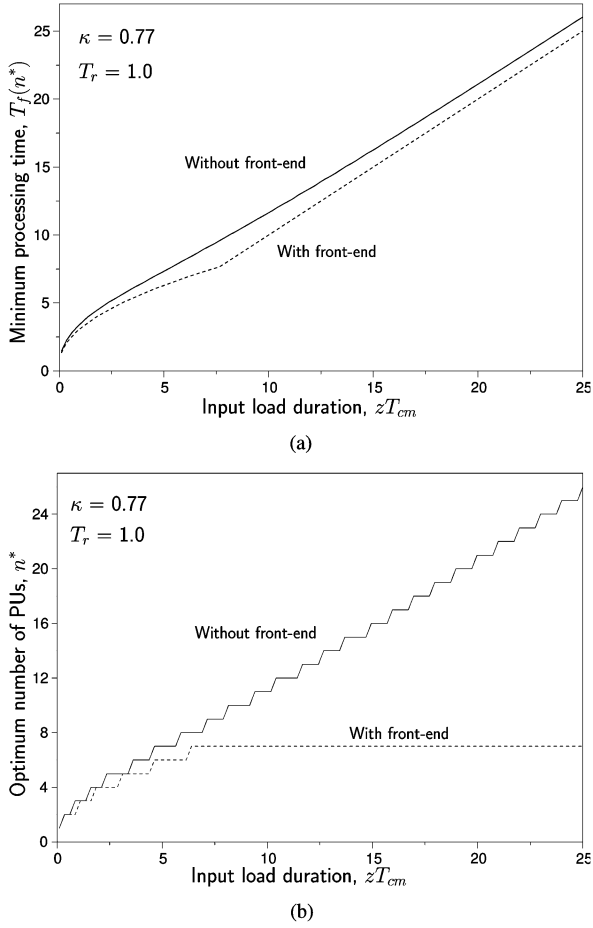 κ = 0.77
T_r = 1.0
Minimum processing time, T_f(n*)
25
20
15
10
5
0
Without front-end
With front-end
0 5 10 15 20 25
Input load duration, zT_cm
(a)
κ = 0.77
T_r = 1.0
Optimum number of PUs, n*
24
20
16
12
8
4
0
Without front-end
With front-end
0 5 10 15 20 25
Input load duration, zT_cm
(b)